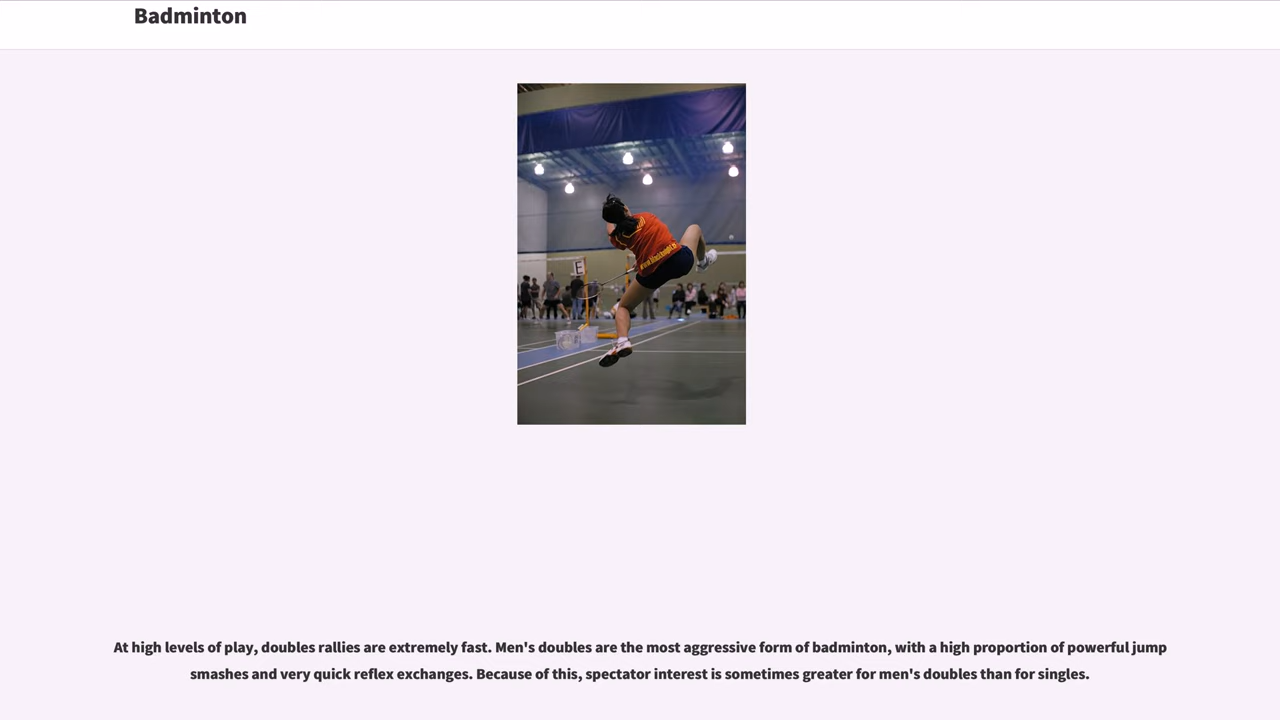 Badminton
E
At high levels of play, doubles rallies are extremely fast. Men's doubles are the most aggressive form of badminton, with a high proportion of powerful jump
smashes and very quick reflex exchanges. Because of this, spectator interest is sometimes greater for men's doubles than for singles.